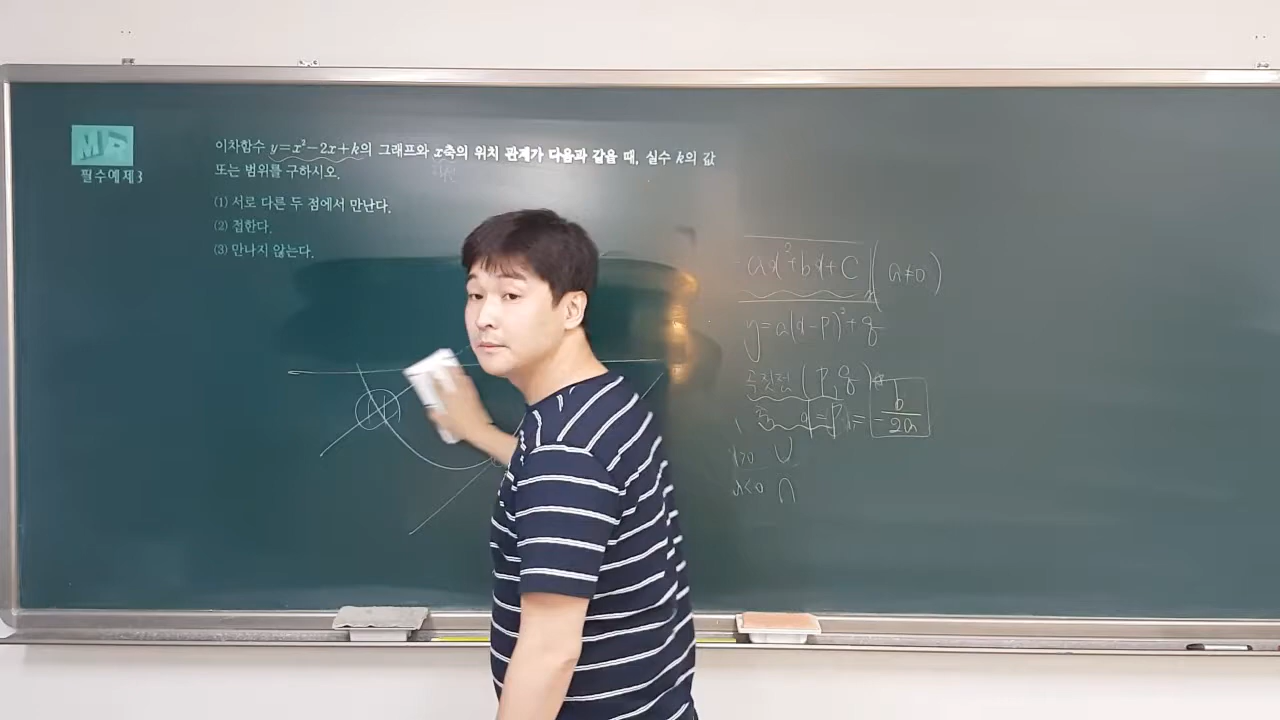 MP
필수예제3
이차함수 y=x²-2x+k의 그래프와 x축의 위치 관계가 다음과 같을 때, 실수 k의 값
또는 범위를 구하시오.
(1) 서로 다른 두 점에서 만난다.
(2) 접한다.
(3) 만나지 않는다.
ax²+bx+C (a≠0)
y=a(x-p)²+q
꼭짓점 (p, q)
x=p= -b/2a
a>0 ∪
a<0 ∩